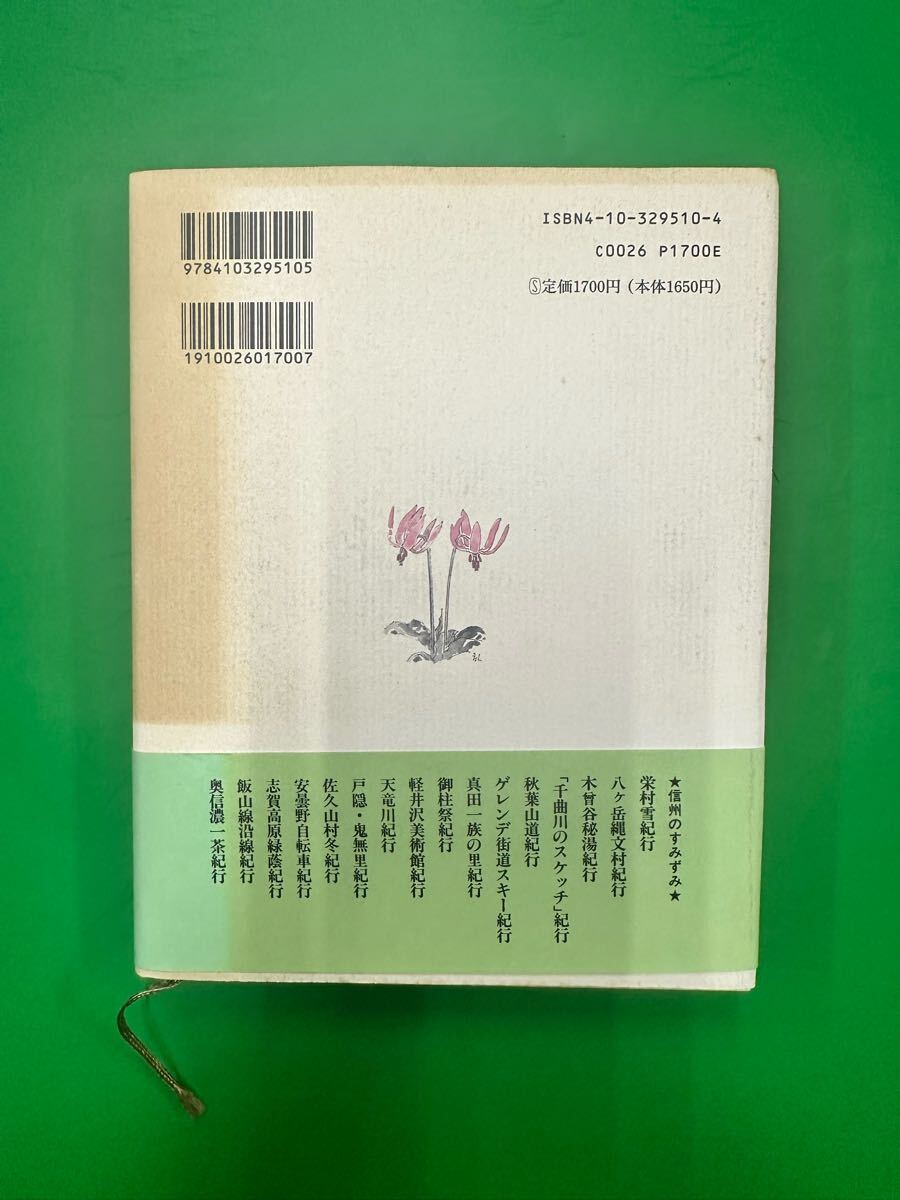 ISBN4-10-329510-4
C0026 P1700E
Ⓢ定価1700円(本体1650円)
9784103295105
1910026017007
★信州のすみずみ★
栄村雪紀行
八ヶ岳縄文村紀行
木曾谷秘湯紀行
「千曲川のスケッチ」紀行
秋葉山道紀行
ゲレンデ街道スキー紀行
真田一族の里紀行
御柱祭紀行
軽井沢美術館紀行
天竜川紀行
戸隠・鬼無里紀行
佐久山村冬紀行
安曇野自転車紀行
志賀高原緑蔭紀行
飯山線沿線紀行
奥信濃一茶紀行